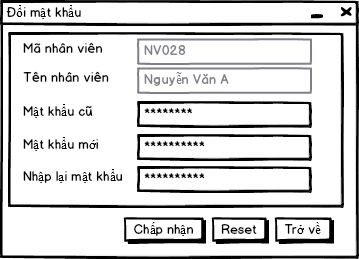 Đổi mật khẩu
Mã nhân viên NV028
Tên nhân viên Nguyễn Văn A
Mật khẩu cũ ********
Mật khẩu mới **********
Nhập lại mật khẩu **********
Chấp nhận Reset Trở về